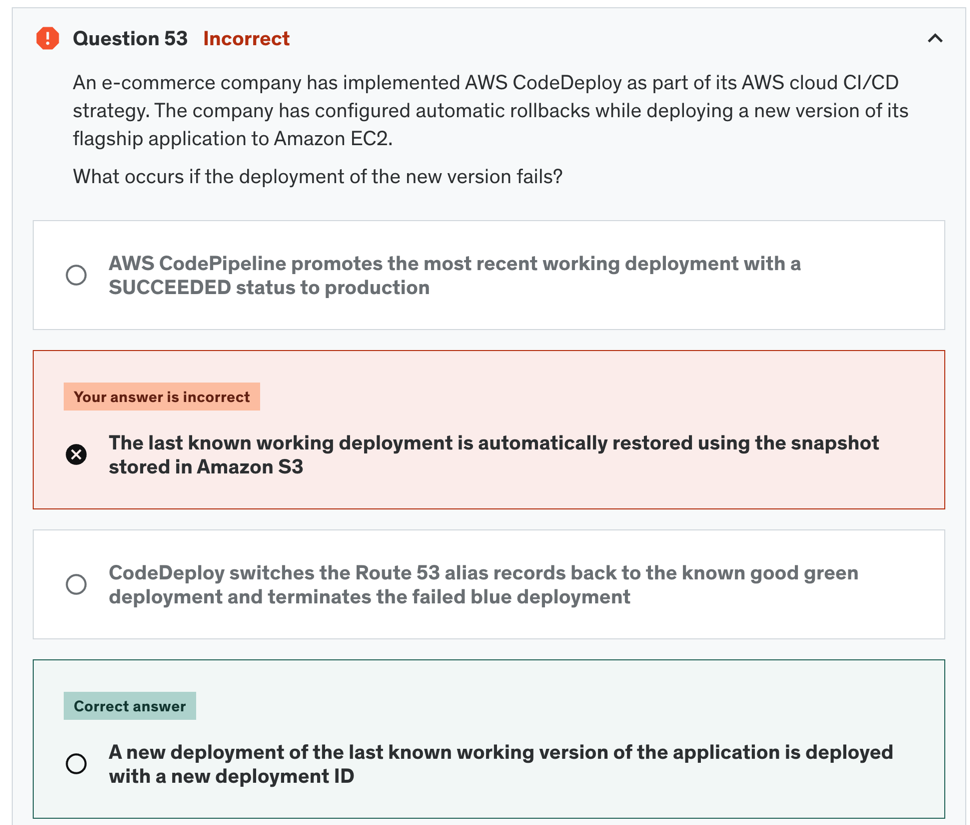 Question 53 Incorrect
An e-commerce company has implemented AWS CodeDeploy as part of its AWS cloud CI/CD
strategy. The company has configured automatic rollbacks while deploying a new version of its
flagship application to Amazon EC2.
What occurs if the deployment of the new version fails?
AWS CodePipeline promotes the most recent working deployment with a
SUCCEEDED status to production
Your answer is incorrect
The last known working deployment is automatically restored using the snapshot
stored in Amazon S3
CodeDeploy switches the Route 53 alias records back to the known good green
deployment and terminates the failed blue deployment
Correct answer
A new deployment of the last known working version of the application is deployed
with a new deployment ID